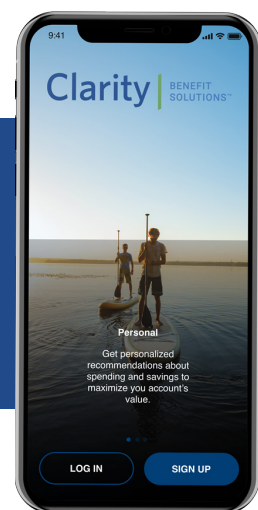 9:41
Clarity
BENEFIT
SOLUTIONS™
Personal
Get personalized
recommendations about
spending and savings to
maximize you account's
value.
LOG IN
SIGN UP